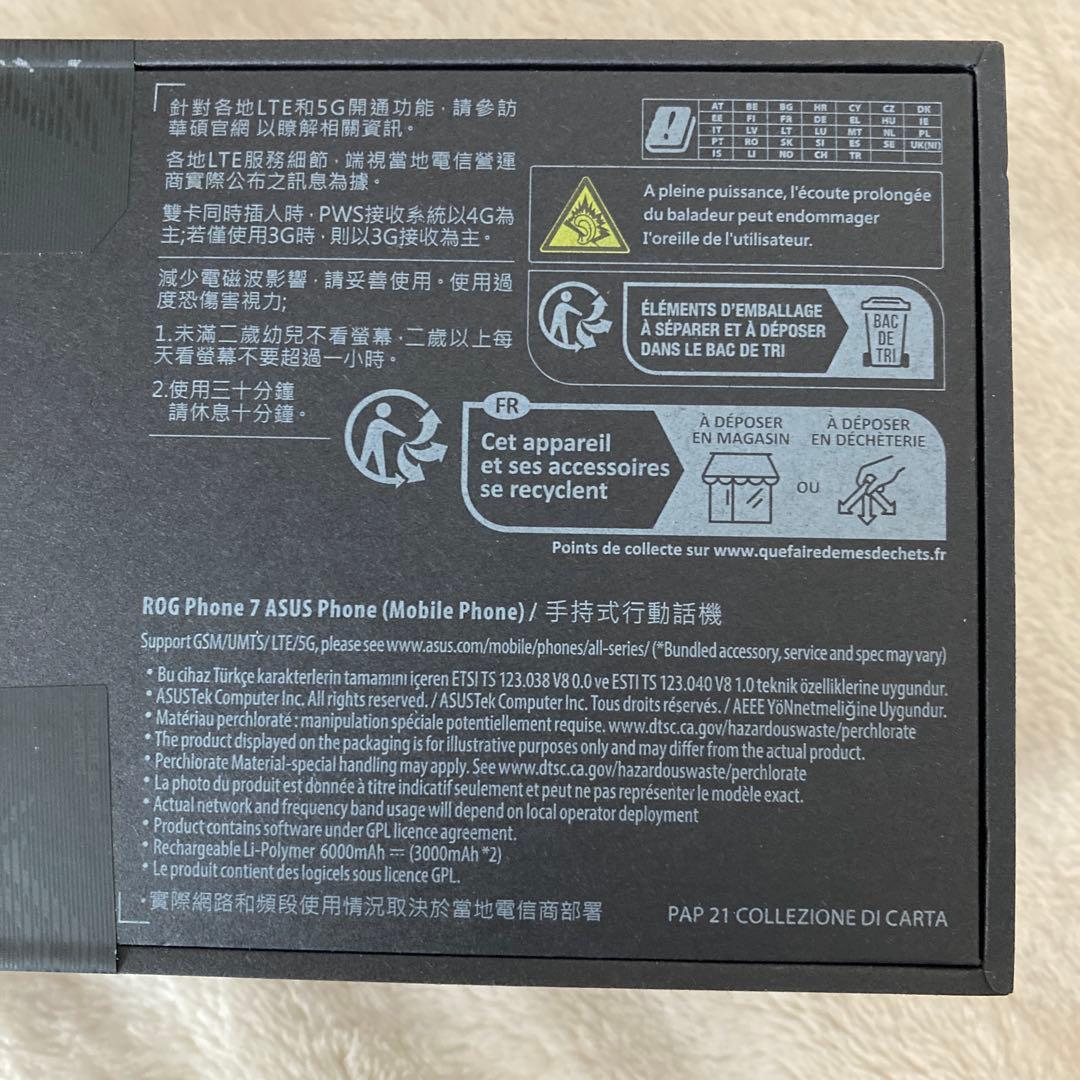 針對各地LTE和5G開通功能，請參訪
華碩官網 以瞭解相關資訊。
各地LTE服務細節，端視當地電信營運
商實際公布之訊息為據。
雙卡同時插入時，PWS接收系統以4G為
主;若僅使用3G時，則以3G接收為主。
減少電磁波影響，請妥善使用。使用過
度恐傷害視力;
1.未滿二歲幼兒不看螢幕，二歲以上每
天看螢幕不要超過一小時。
2.使用三十分鐘
請休息十分鐘。
AT BE BG HR CY CZ DK
EE FI FR DE EL HU IE
IT LV LT LU MT NL PL
PT RO SK SI ES SE UK(NI)
IS LI NO CH TR
A pleine puissance, l'écoute prolongée
du baladeur peut endommager
l'oreille de l'utilisateur.
ÉLÉMENTS D'EMBALLAGE
À SÉPARER ET À DÉPOSER
DANS LE BAC DE TRI
BAC
DE
TRI
FR
Cet appareil
et ses accessoires
se recyclent
À DÉPOSER
EN MAGASIN
OU
À DÉPOSER
EN DÉCHÈTERIE
Points de collecte sur www.quefairedemesdechets.fr
ROG Phone 7 ASUS Phone (Mobile Phone) / 手持式行動話機
Support GSM/UMTS/ LTE/5G, please see www.asus.com/mobile/phones/all-series/ (*Bundled accessory, service and spec may vary)
• Bu cihaz Türkçe karakterlerin tamamını içeren ETSI TS 123.038 V8 0.0 ve ESTI TS 123.040 V8 1.0 teknik özelliklerine uygundur.
• ASUSTek Computer Inc. All rights reserved. / ASUSTek Computer Inc. Tous droits réservés. / AEEE YöNnetmeliğine Uygundur.
• Matériau perchloraté : manipulation spéciale potentiellement requise. www.dtsc.ca.gov/hazardouswaste/perchlorate
• The product displayed on the packaging is for illustrative purposes only and may differ from the actual product.
• Perchlorate Material-special handling may apply. See www.dtsc.ca.gov/hazardouswaste/perchlorate
• La photo du produit est donnée à titre indicatif seulement et peut ne pas représenter le modèle exact.
• Actual network and frequency band usage will depend on local operator deployment
• Product contains software under GPL licence agreement.
• Rechargeable Li-Polymer 6000mAh ⎓ (3000mAh *2)
• Le produit contient des logiciels sous licence GPL.
• 實際網路和頻段使用情況取決於當地電信商部署
PAP 21 COLLEZIONE DI CARTA